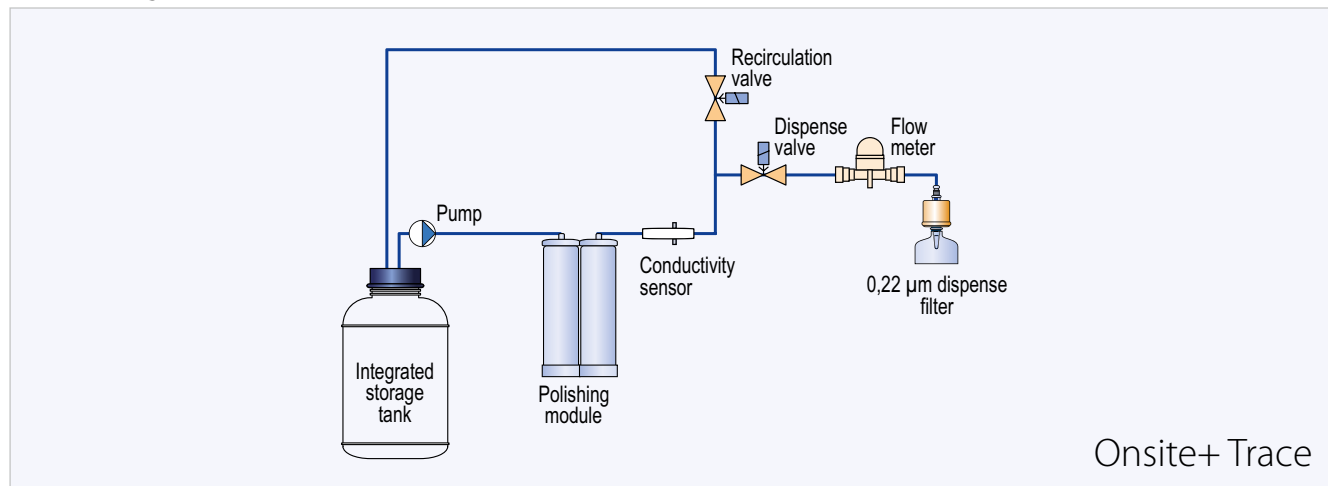 Recirculation
valve
Dispense
valve
Flow
meter
Pump
Conductivity
sensor
0,22 µm dispense
filter
Integrated
storage
tank
Polishing
module
Onsite+ Trace